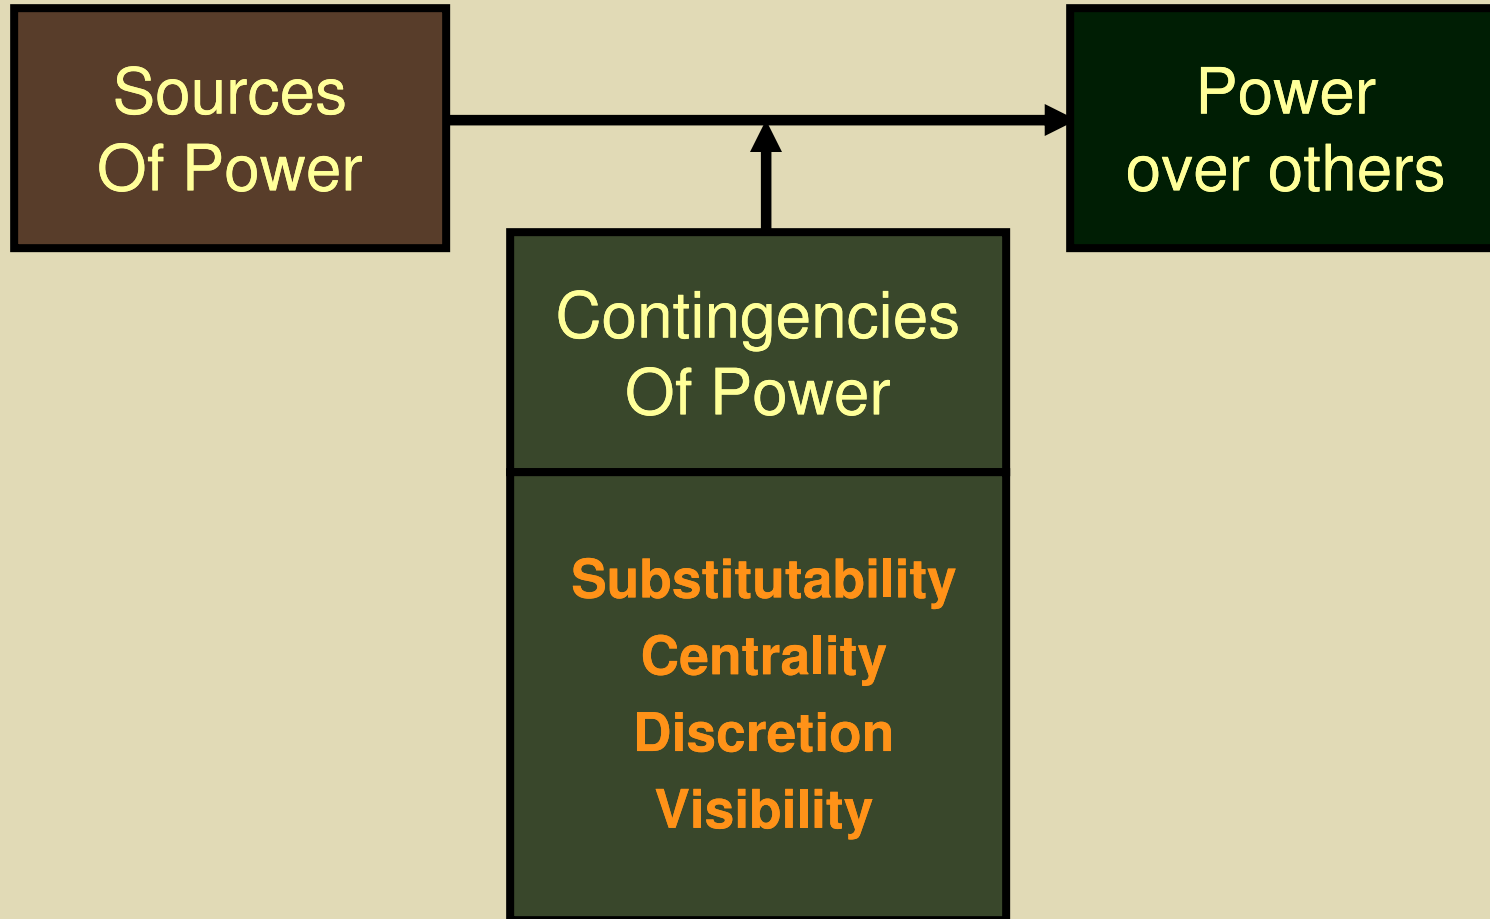 Sources
Of Power
Power
over others
Contingencies
Of Power
Substitutability
Centrality
Discretion
Visibility